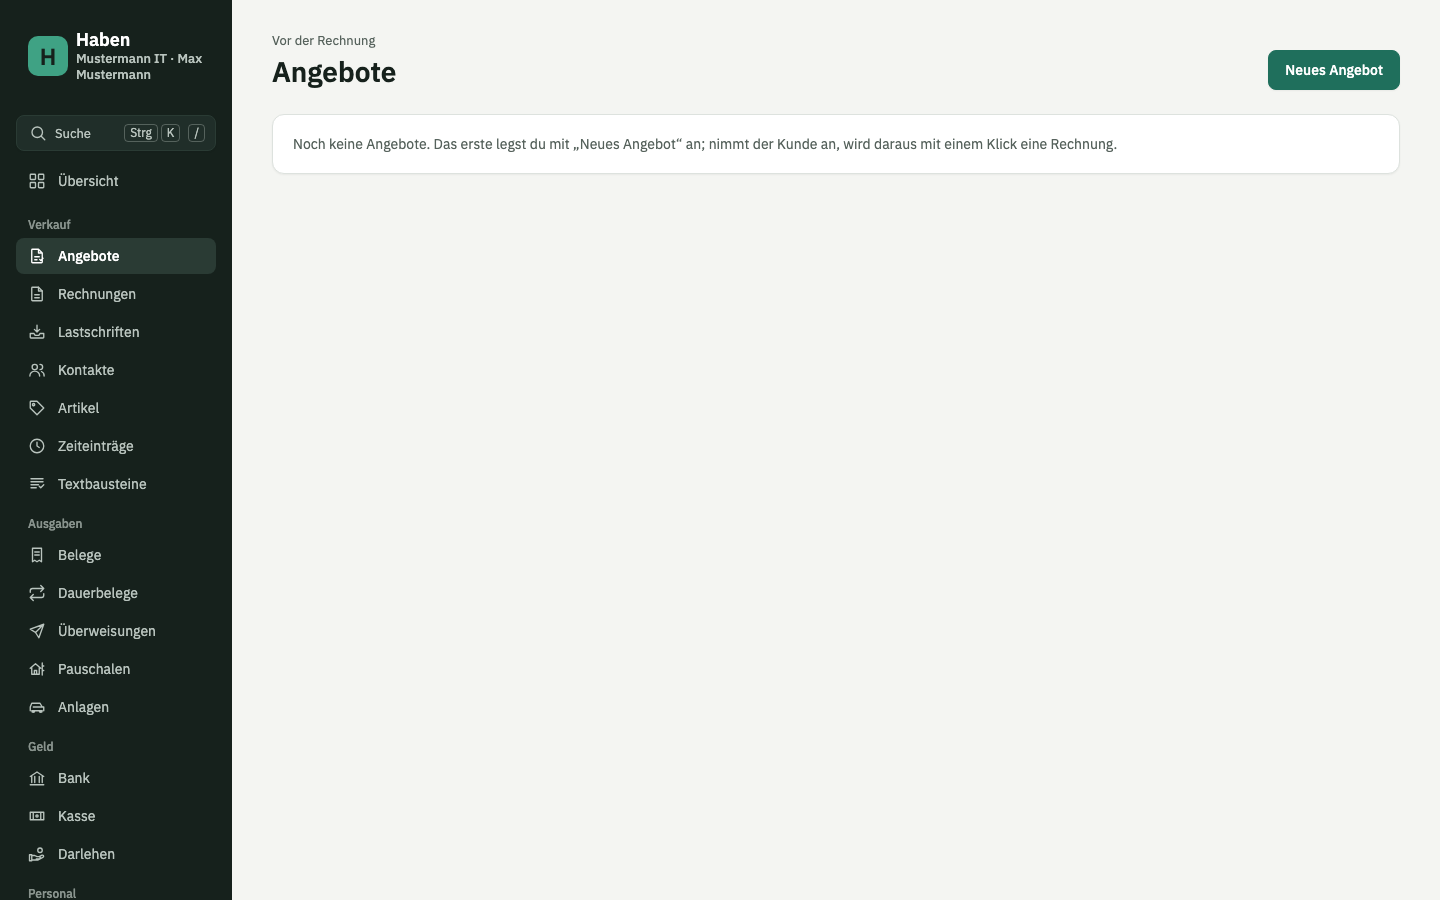 H
Haben
Mustermann IT · Max
Mustermann
Suche Strg K /
Übersicht
Verkauf
Angebote
Rechnungen
Lastschriften
Kontakte
Artikel
Zeiteinträge
Textbausteine
Ausgaben
Belege
Dauerbelege
Überweisungen
Pauschalen
Anlagen
Geld
Bank
Kasse
Darlehen
Personal
Vor der Rechnung
Angebote
Neues Angebot
Noch keine Angebote. Das erste legst du mit „Neues Angebot“ an; nimmt der Kunde an, wird daraus mit einem Klick eine Rechnung.